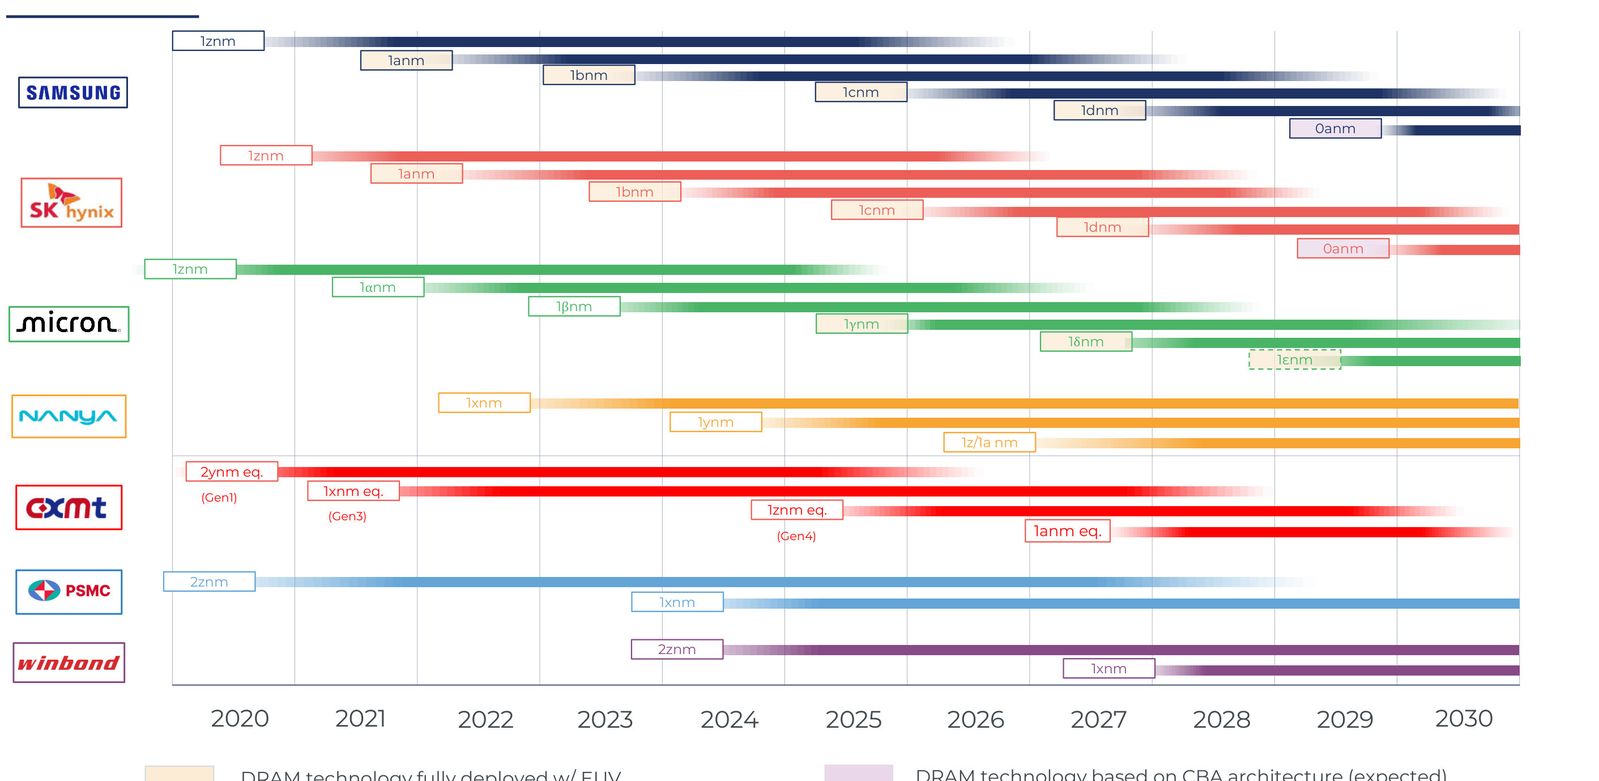 1znm
1anm
1bnm
SAMSUNG
1cnm
1dnm
0anm
1znm
1anm
1bnm
SK hynix
1cnm
1dnm
0anm
1znm
1αnm
1βnm
micron
1γnm
1δnm
1εnm
1xnm
NANYA
1ynm
1z/1a nm
2ynm eq.
(Gen1)
1xnm eq.
(Gen3)
cxmt
1znm eq.
(Gen4)
1anm eq.
2znm
PSMC
1xnm
2znm
winbond
1xnm
2020 2021 2022 2023 2024 2025 2026 2027 2028 2029 2030
DRAM technology fully deployed w/ EUV
DRAM technology based on CBA architecture (expected)